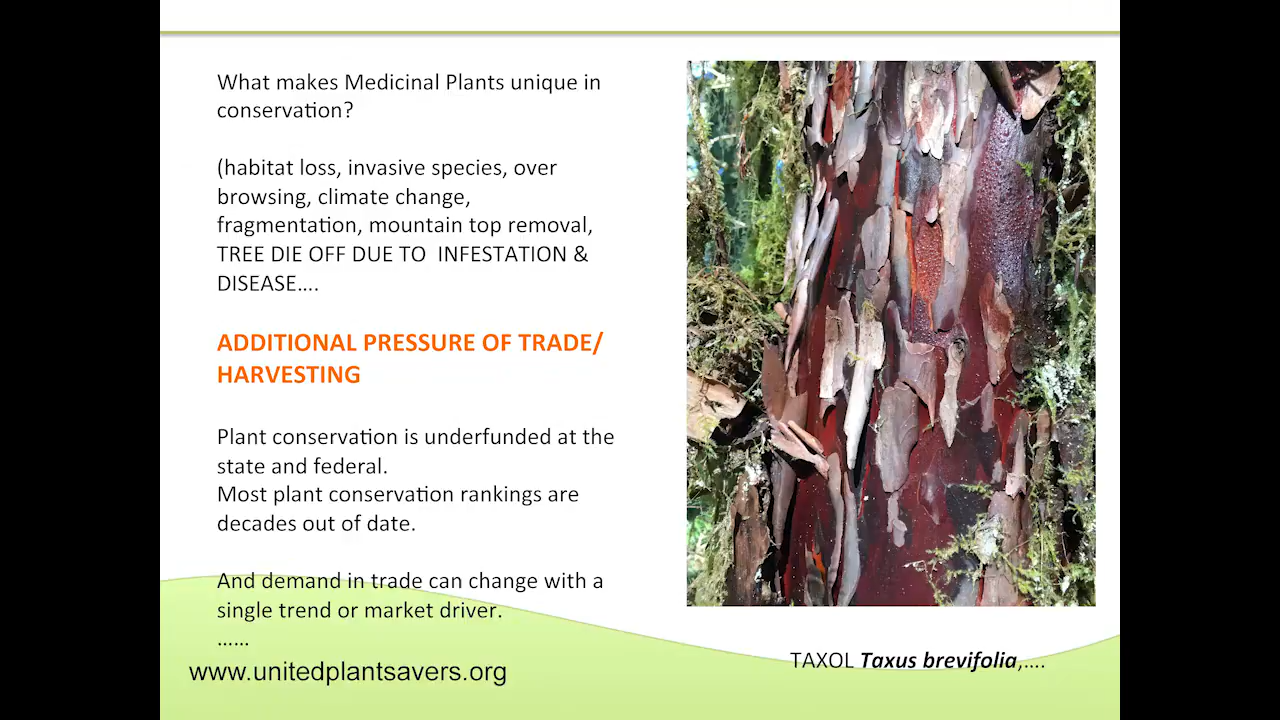 What makes Medicinal Plants unique in
conservation?
(habitat loss, invasive species, over
browsing, climate change,
fragmentation, mountain top removal,
TREE DIE OFF DUE TO  INFESTATION &
DISEASE....
ADDITIONAL PRESSURE OF TRADE/
HARVESTING
Plant conservation is underfunded at the
state and federal.
Most plant conservation rankings are
decades out of date.
And demand in trade can change with a
single trend or market driver.
......
www.unitedplantsavers.org
TAXOL Taxus brevifolia,....